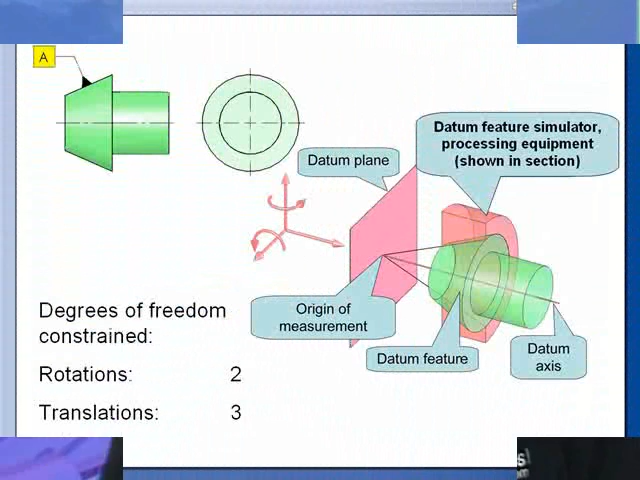 A
Datum feature simulator,
processing equipment
(shown in section)
Datum plane
Origin of
measurement
Datum feature
Datum
axis
Degrees of freedom
constrained:
Rotations: 2
Translations: 3